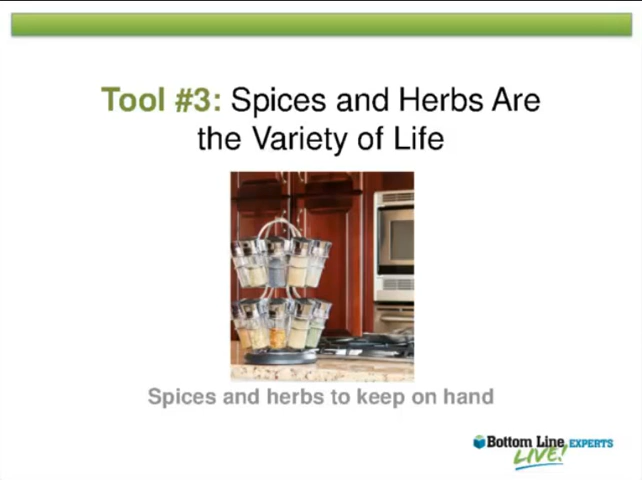 Tool #3: Spices and Herbs Are
the Variety of Life
Spices and herbs to keep on hand
Bottom Line EXPERTS
LIVE!